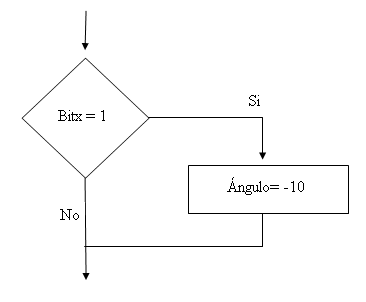 Si
Bitx = 1
Ángulo= -10
No